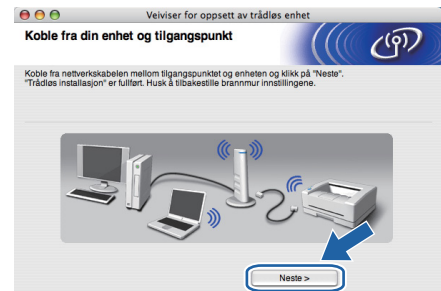 Veiviser for oppsett av trådløs enhet
Koble fra din enhet og tilgangspunkt
Koble fra nettverkskabelen mellom tilgangspunktet og enheten og klikk på "Neste".
"Trådløs installasjon" er fullført. Husk å tilbakestille brannmur innstillingene.
Neste >